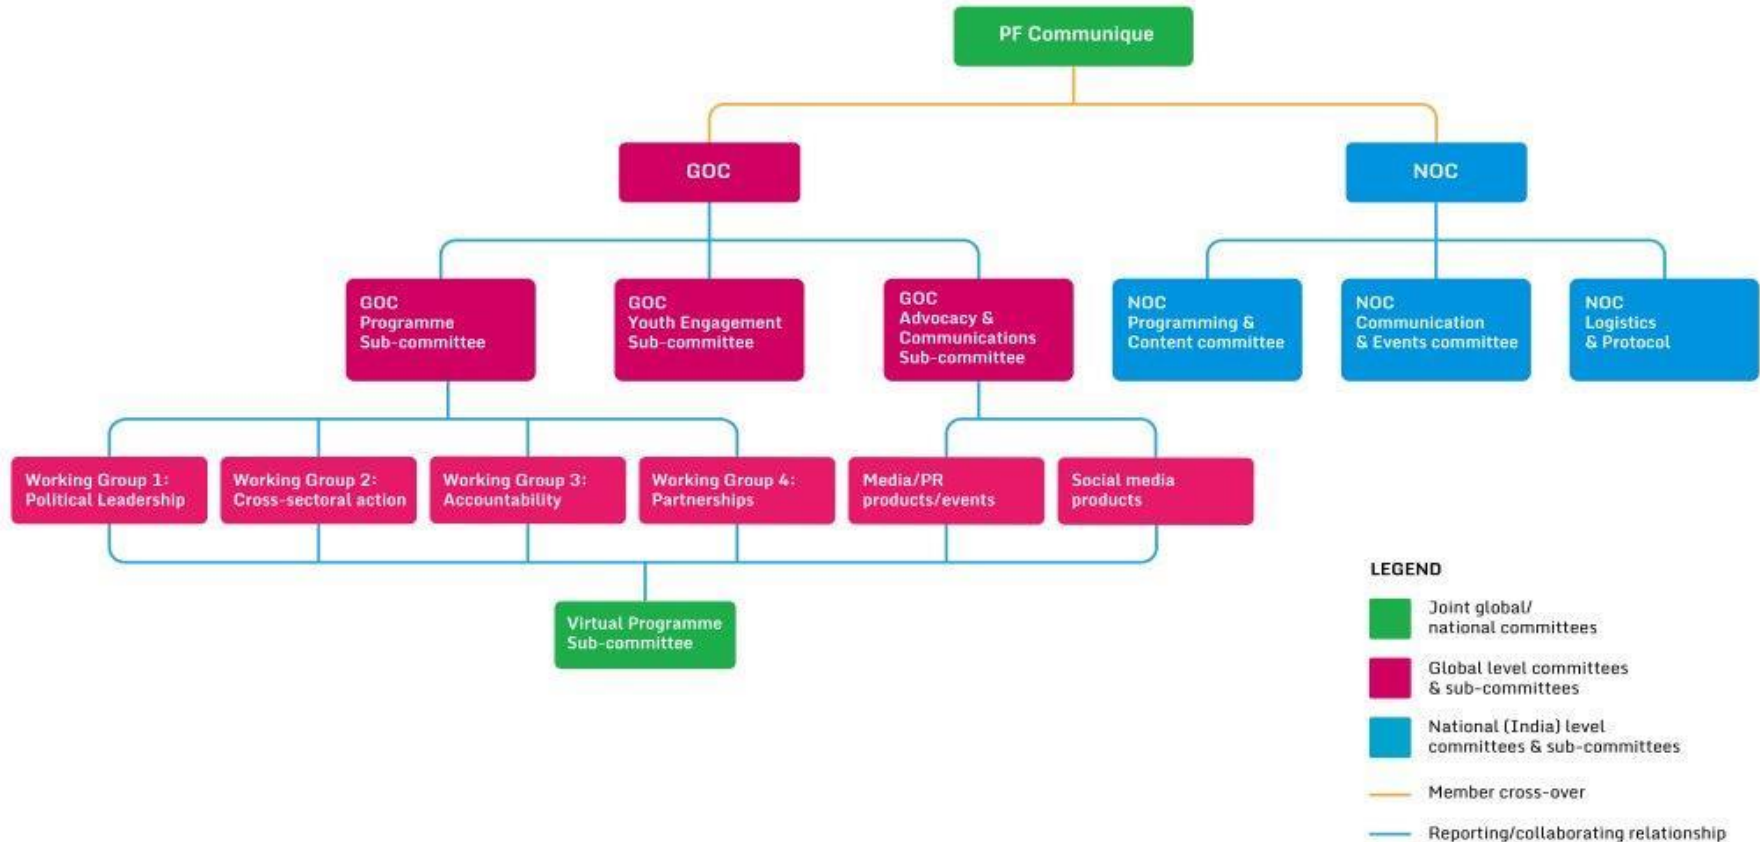 PF Communique
GOC
NOC
GOC
Programme
Sub-committee
GOC
Youth Engagement
Sub-committee
GOC
Advocacy &
Communications
Sub-committee
NOC
Programming &
Content committee
NOC
Communication
& Events committee
NOC
Logistics
& Protocol
Working Group 1:
Political Leadership
Working Group 2:
Cross-sectoral action
Working Group 3:
Accountability
Working Group 4:
Partnerships
Media/PR
products/events
Social media
products
Virtual Programme
Sub-committee
LEGEND
Joint global/
national committees
Global level committees
& sub-committees
National (India) level
committees & sub-committees
Member cross-over
Reporting/collaborating relationship